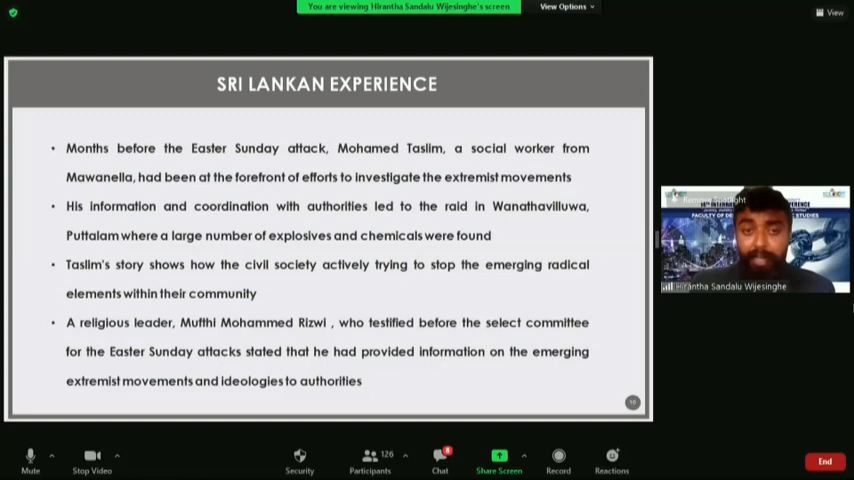 You are viewing Hirantha Sandalu Wijesinghe's screen
View Options
View
SRI LANKAN EXPERIENCE
• Months before the Easter Sunday attack, Mohamed Taslim, a social worker from
Mawanella, had been at the forefront of efforts to investigate the extremist movements
• His information and coordination with authorities led to the raid in Wanathavilluwa,
Puttalam where a large number of explosives and chemicals were found
• Taslim's story shows how the civil society actively trying to stop the emerging radical
elements within their community
• A religious leader, Mufthi Mohammed Rizwi , who testified before the select committee
for the Easter Sunday attacks stated that he had provided information on the emerging
extremist movements and ideologies to authorities
Remove Spotlight
Hirantha Sandalu Wijesinghe
Mute
Stop Video
Security
Participants
126
Chat
8
Share Screen
Record
Reactions
End